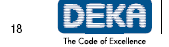 18
DEKA
The Code of Excellence